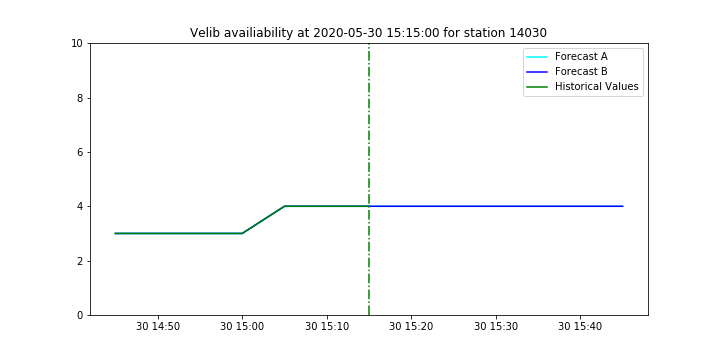 Velib availiability at 2020-05-30 15:15:00 for station 14030
10
8
6
4
2
0
Forecast A
Forecast B
Historical Values
30 14:50 30 15:00 30 15:10 30 15:20 30 15:30 30 15:40